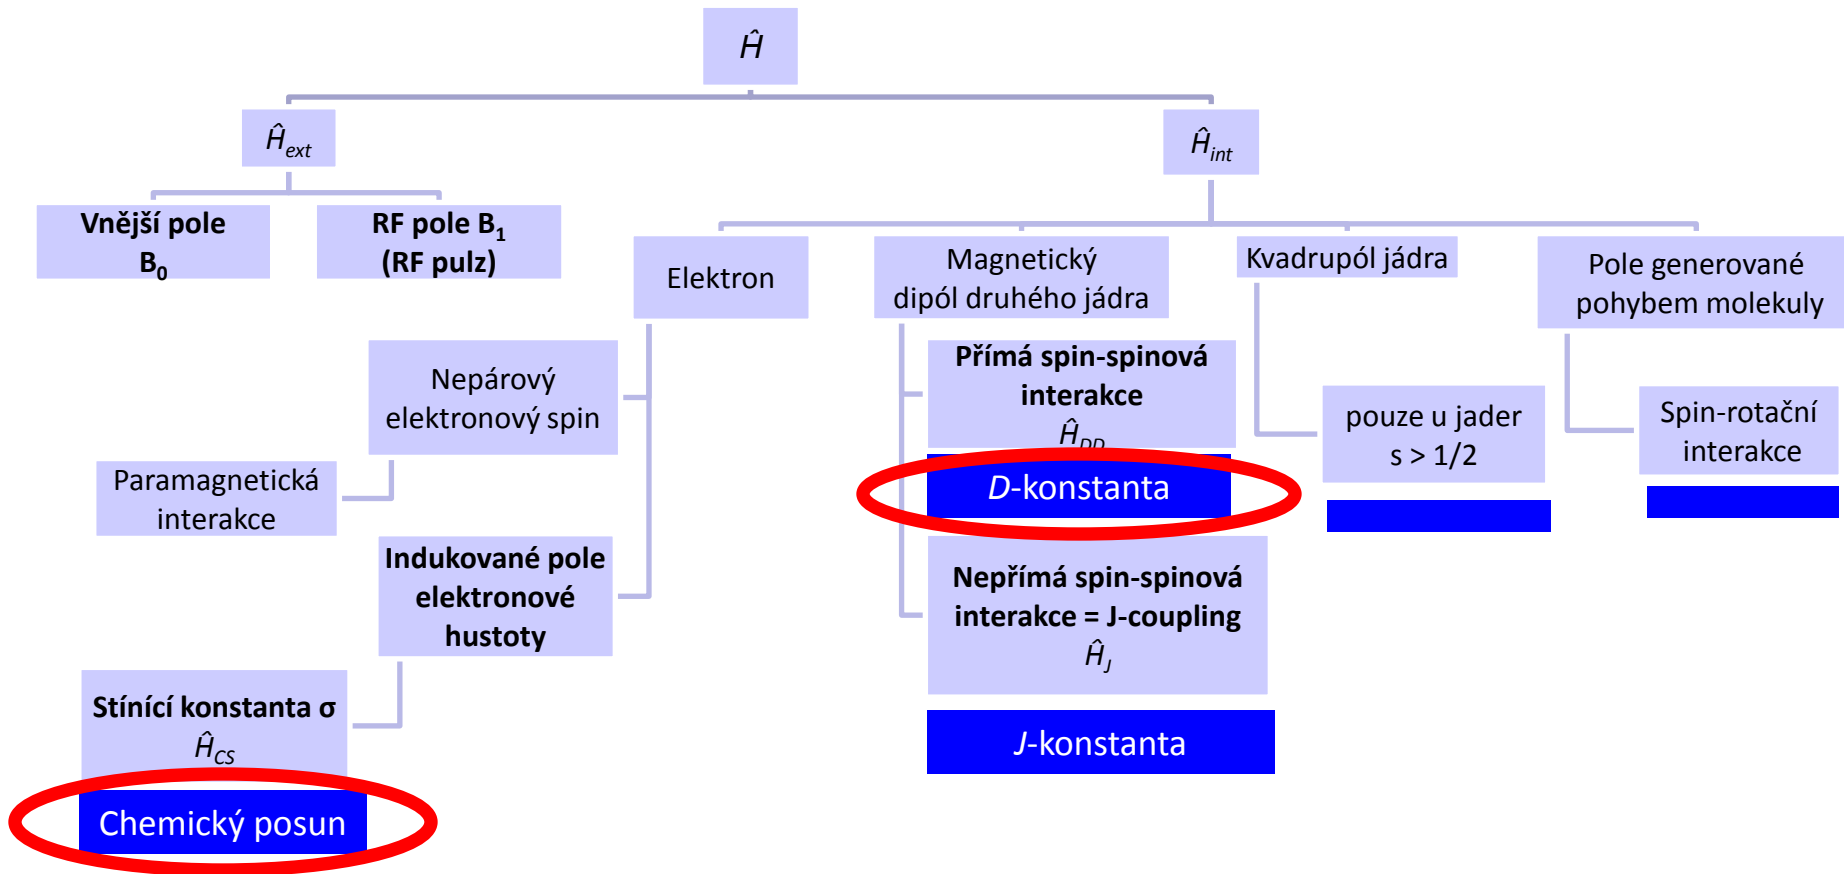 Ĥ
Ĥext
Ĥint
Vnější pole
B0
RF pole B1
(RF pulz)
Elektron
Magnetický
dipól druhého jádra
Kvadrupól jádra
Pole generované
pohybem molekuly
Nepárový
elektronový spin
Přímá spin-spinová
interakce
ĤDD
D-konstanta
pouze u jader
s > 1/2
Spin-rotační
interakce
Paramagnetická
interakce
Indukované pole
elektronové
hustoty
Nepřímá spin-spinová
interakce = J-coupling
ĤJ
J-konstanta
Stínící konstanta σ
ĤCS
Chemický posun